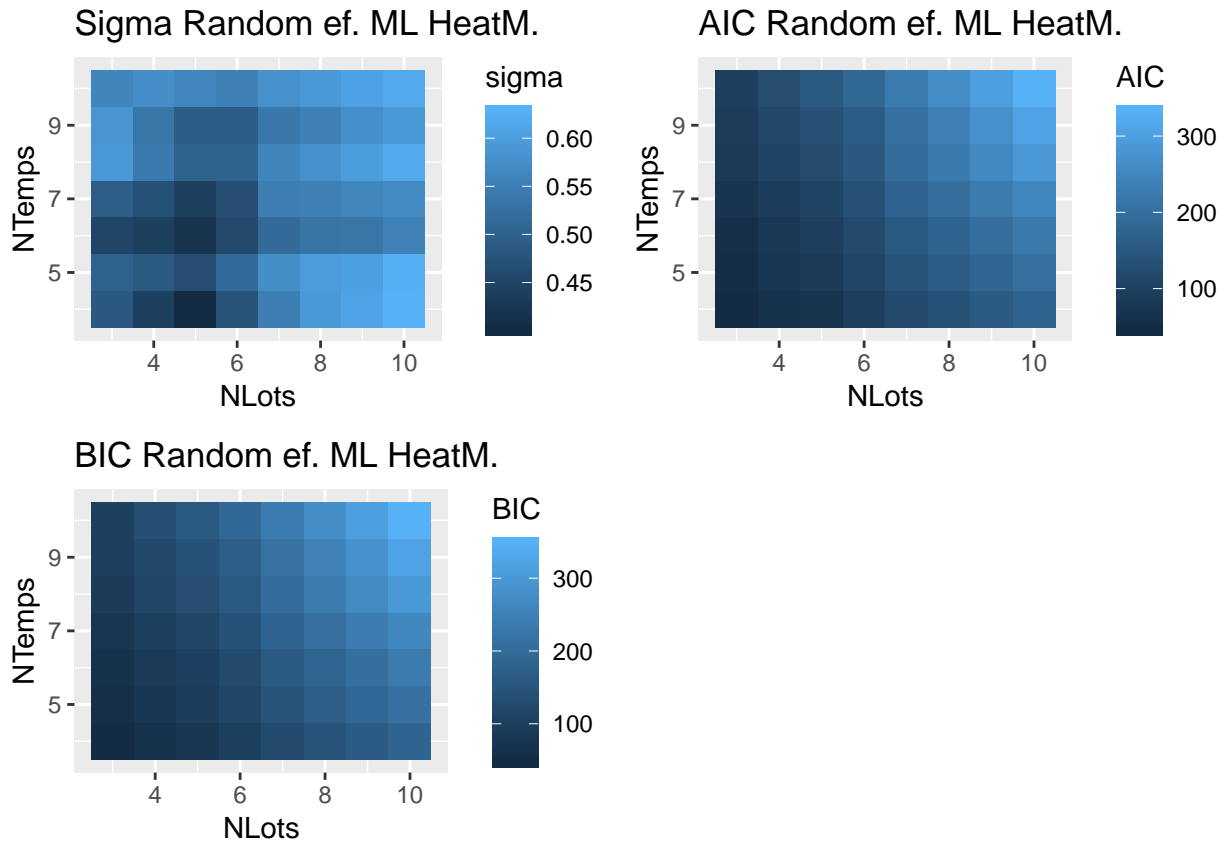 Sigma Random ef. ML HeatM.
sigma
0.60
0.55
0.50
0.45
9
7
5
NTemps
4 6 8 10
NLots
AIC Random ef. ML HeatM.
AIC
300
200
100
9
7
5
NTemps
4 6 8 10
NLots
BIC Random ef. ML HeatM.
BIC
300
200
100
9
7
5
NTemps
4 6 8 10
NLots